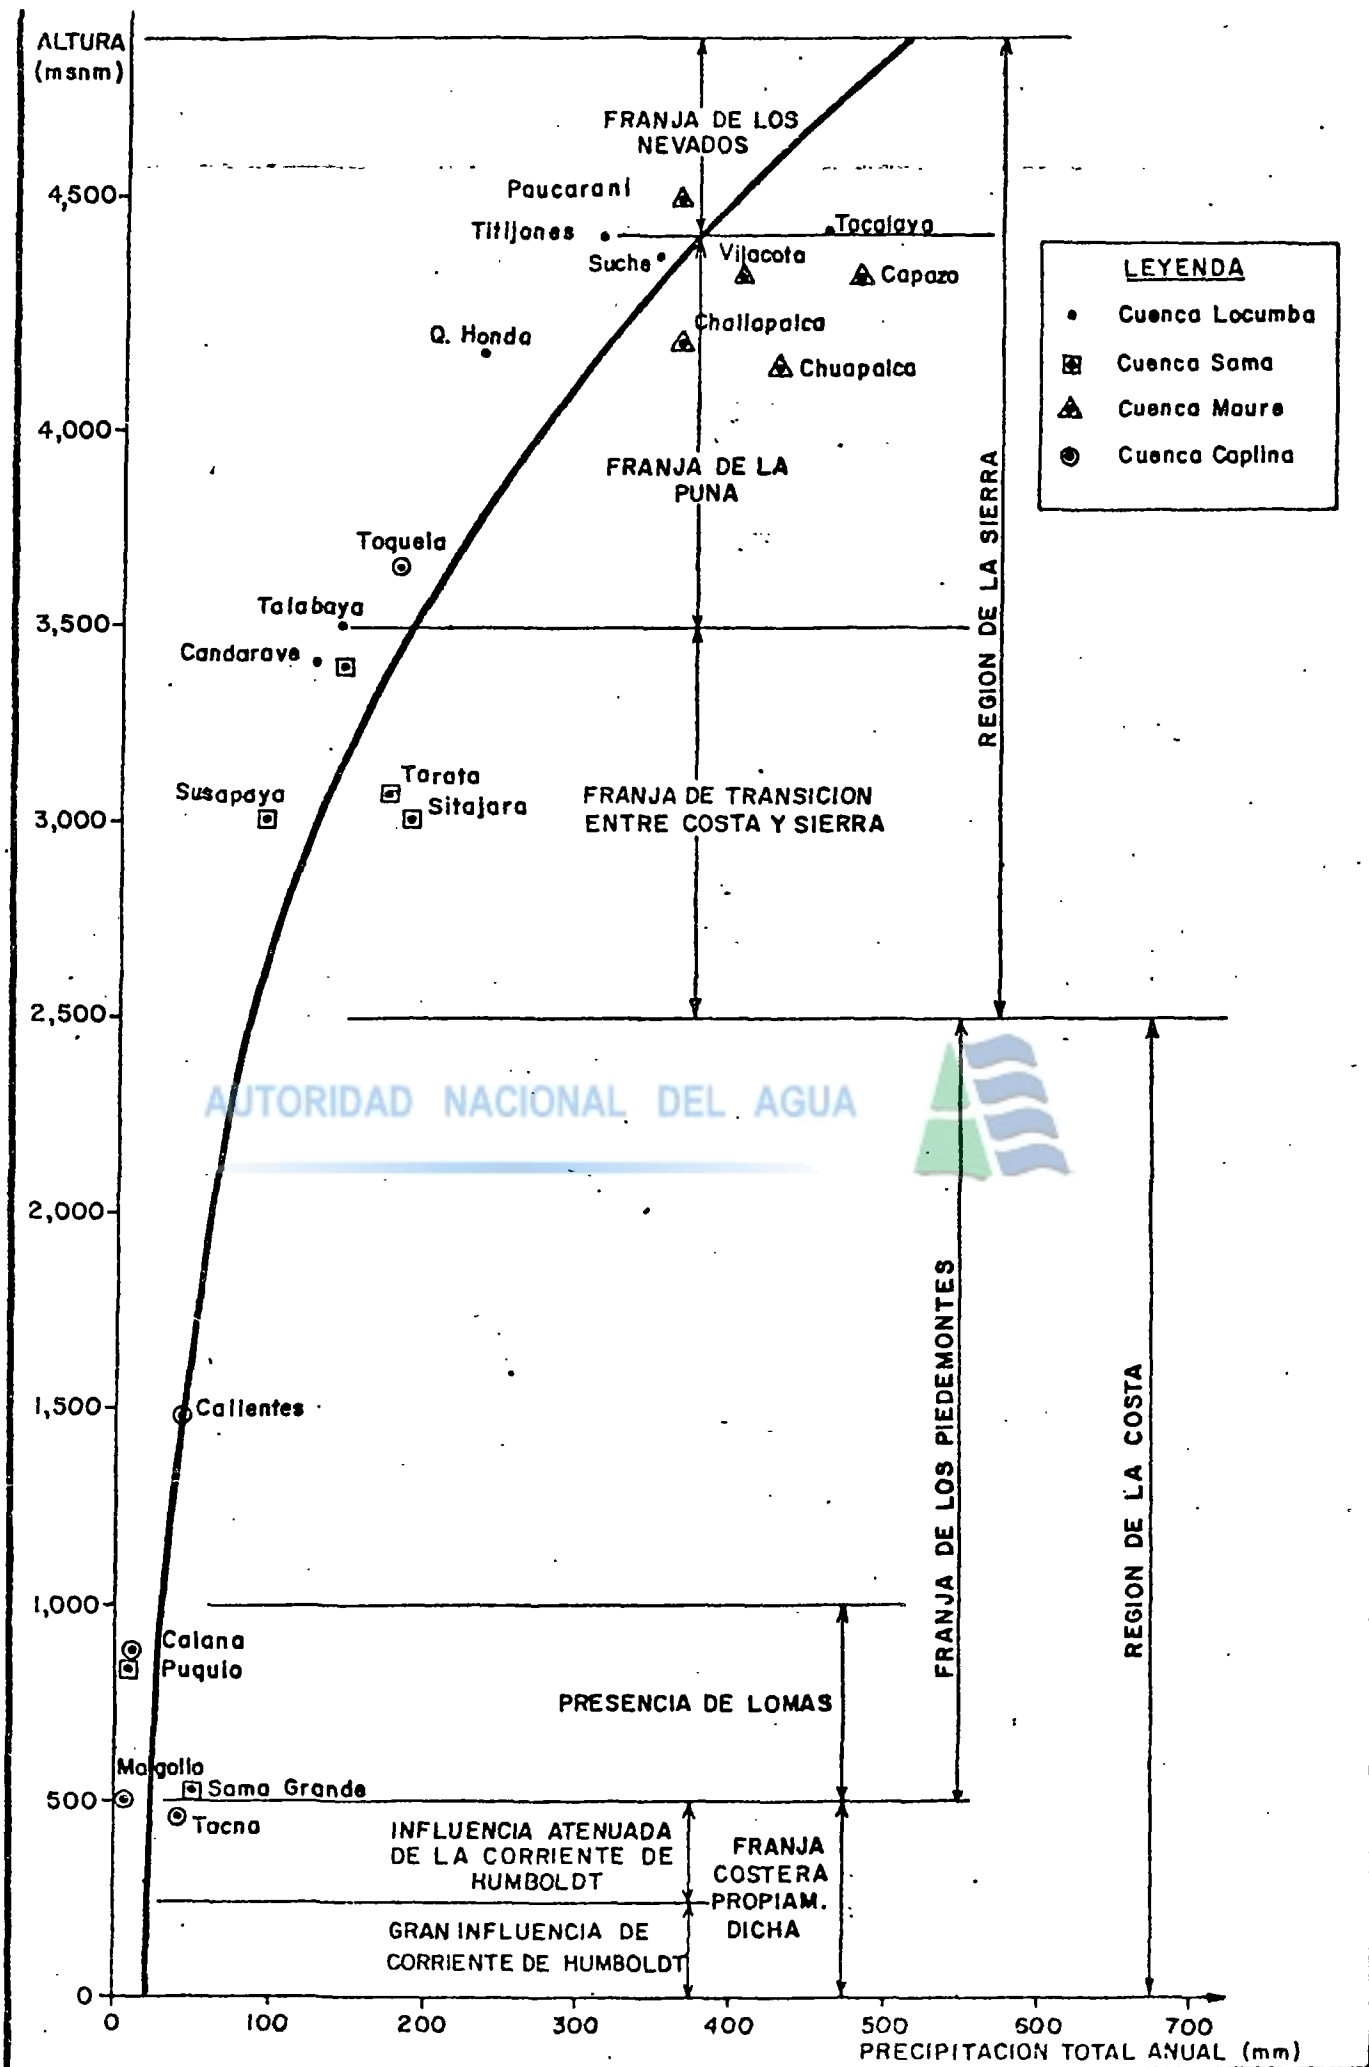 ALTURA
(msnm)
FRANJA DE LOS
NEVADOS
4,500
Paucarani
Titijones
Tacalaya
Suche
Vilacota
Capazo
LEYENDA
Cuenca Locumba
Cuenca Sama
Cuenca Maure
Cuenca Caplina
Challapalca
Q. Honda
Chuapalca
4,000
FRANJA DE LA
PUNA
REGION DE LA SIERRA
Toquela
Talabaya
3,500
Candarave
Tarata
Susapaya
Sitajara
3,000
FRANJA DE TRANSICION
ENTRE COSTA Y SIERRA
2,500
AUTORIDAD NACIONAL DEL AGUA
2,000
FRANJA DE LOS PIEDEMONTES
REGION DE LA COSTA
1,500
Calientes
1,000
Calana
Puquio
PRESENCIA DE LOMAS
Magollo
500
Sama Grande
Tacna
INFLUENCIA ATENUADA
DE LA CORRIENTE DE
HUMBOLDT
FRANJA
COSTERA
PROPIAM.
DICHA
GRAN INFLUENCIA DE
CORRIENTE DE HUMBOLDT
0
0 100 200 300 400 500 600 700
PRECIPITACION TOTAL ANUAL (mm)